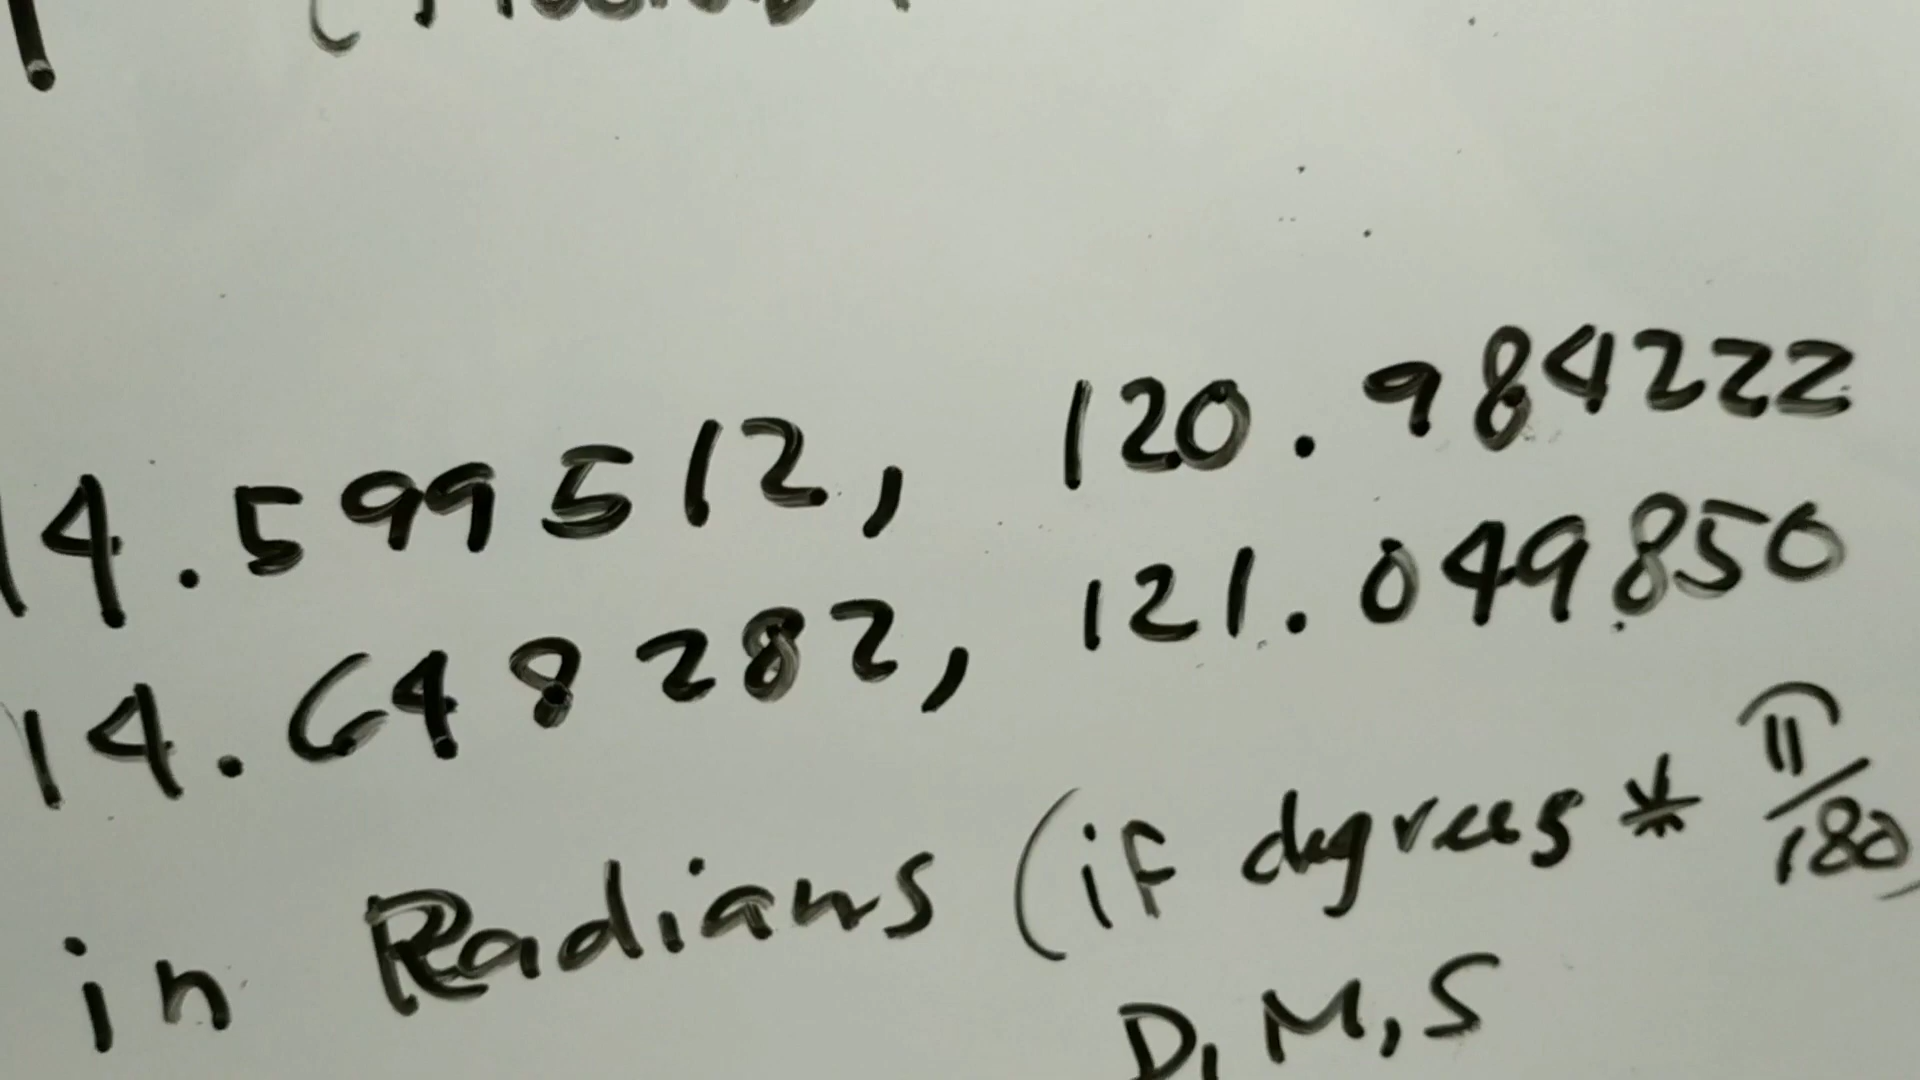 14.599512, 120.984222
14.648282, 121.049850
in Radians (if degrees * π/180)
D, M, S